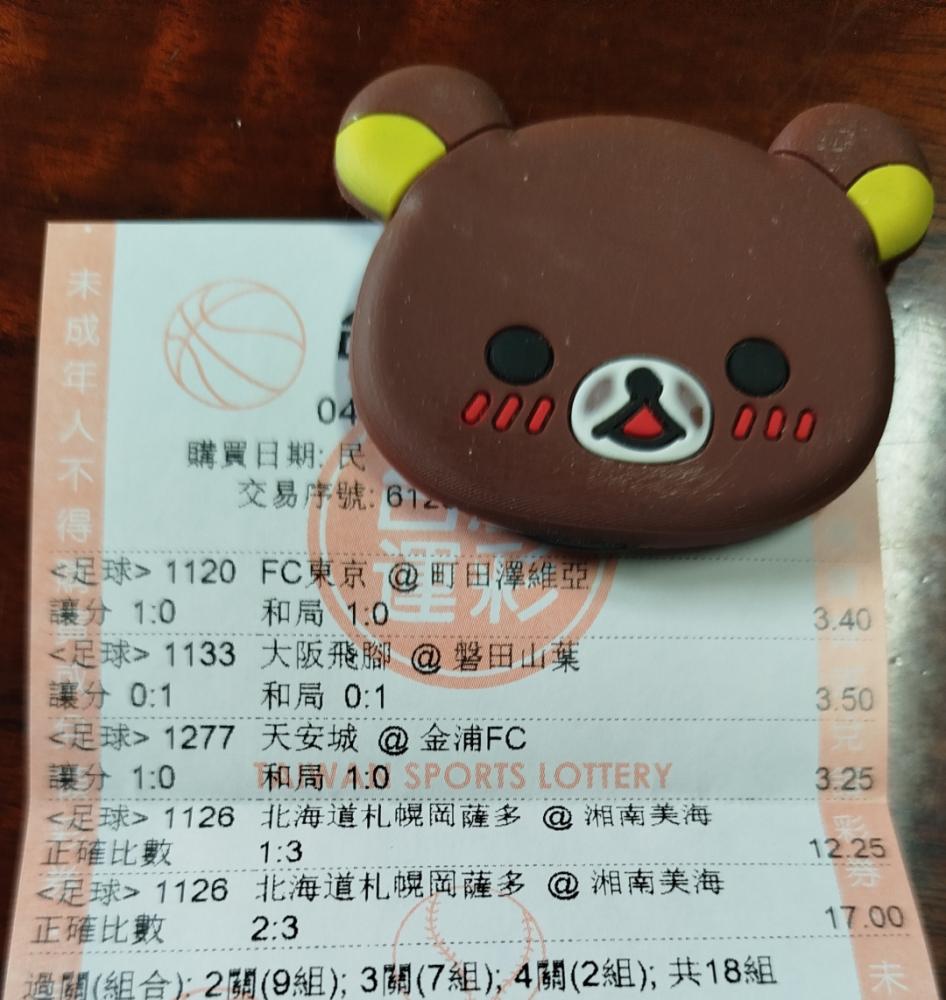 未成年人不得
04
購買日期: 民
交易序號: 612
<足球> 1120 FC東京 @ 町田澤維亞
讓分 1:0 和局 1:0 3.40
<足球> 1133 大阪飛腳 @ 磐田山葉
讓分 0:1 和局 0:1 3.50
<足球> 1277 天安城 @ 金浦FC
讓分 1:0 和局 1:0 3.25
TAIWAN SPORTS LOTTERY
<足球> 1126 北海道札幌岡薩多 @ 湘南美海
正確比數 1:3 12.25
<足球> 1126 北海道札幌岡薩多 @ 湘南美海
正確比數 2:3 17.00
過關(組合): 2關(9組); 3關(7組); 4關(2組); 共18組